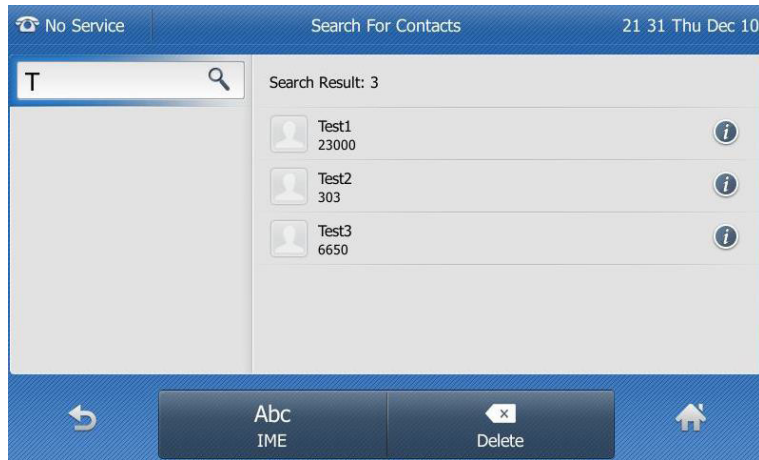 No Service
Search For Contacts
21 31 Thu Dec 10
T
Search Result: 3
Test1
23000
Test2
303
Test3
6650
Abc
IME
Delete